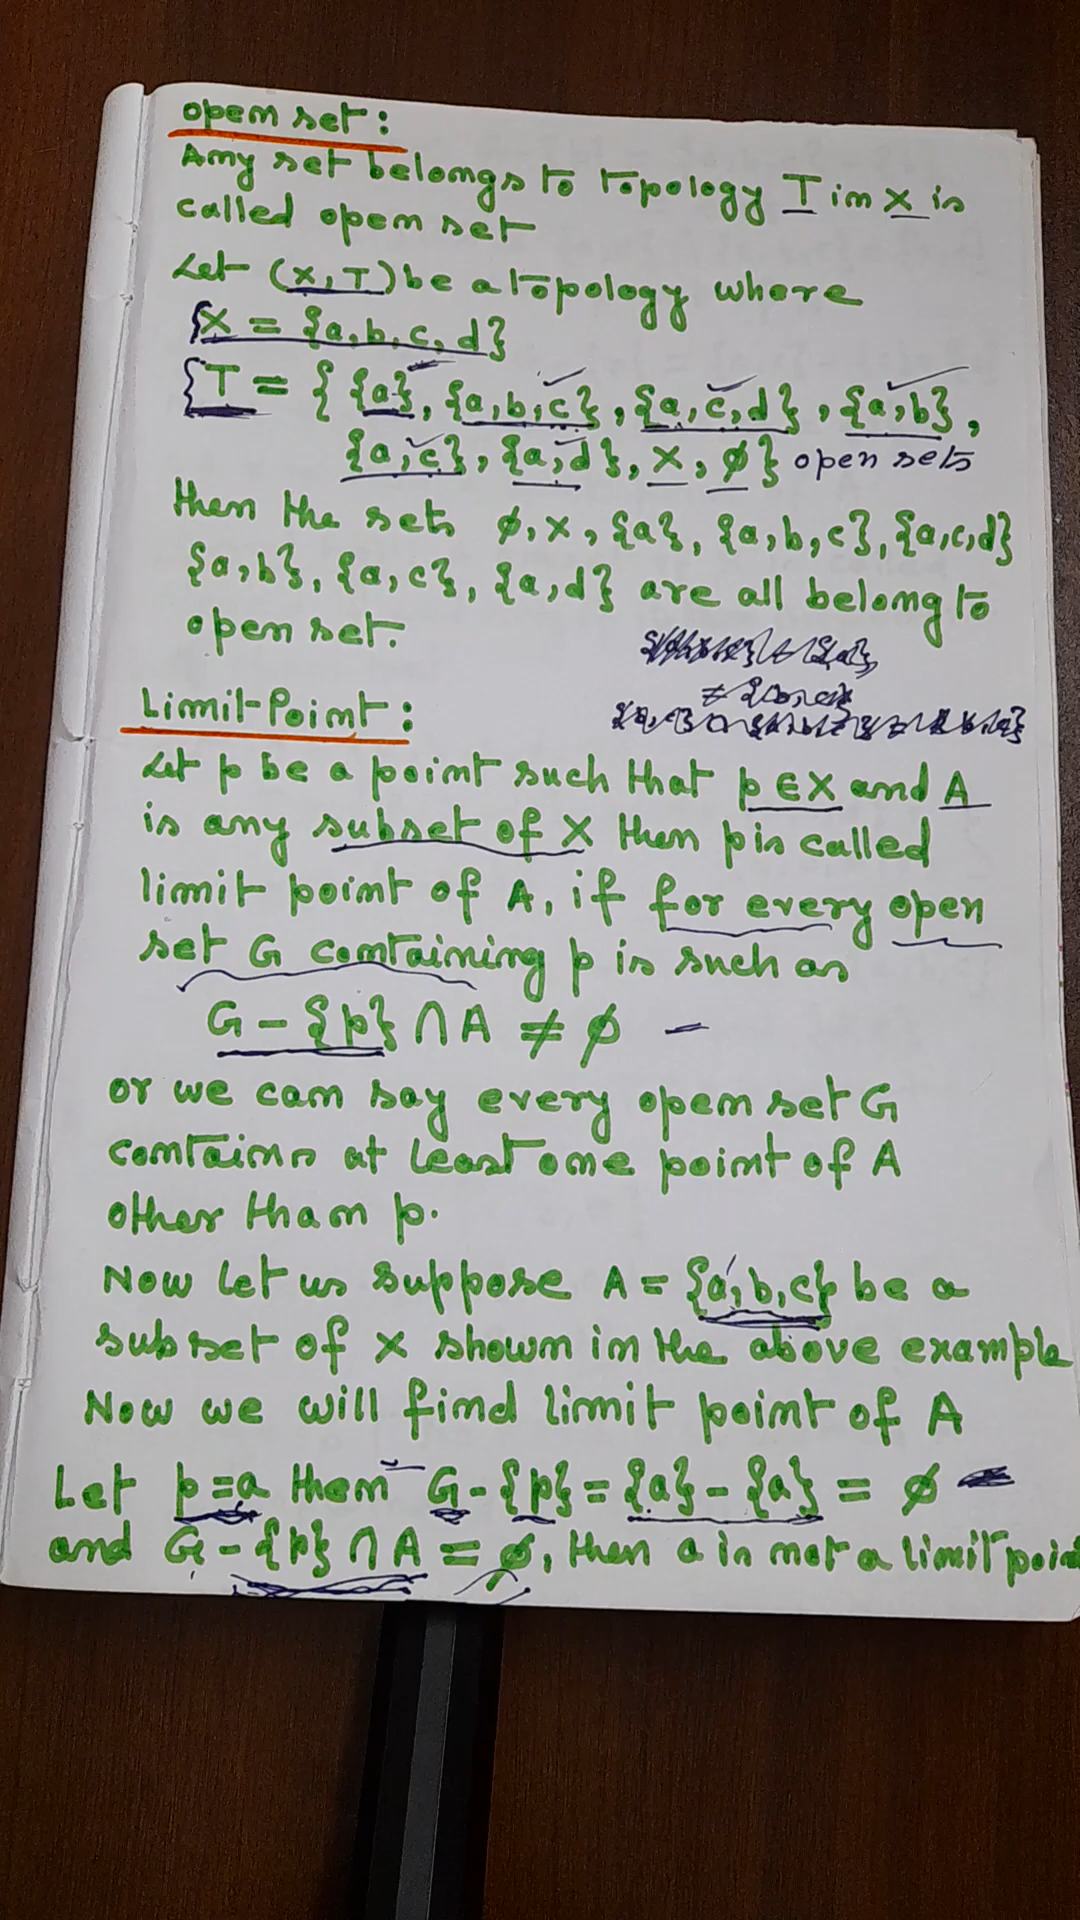 Open set:
Any set belongs to topology T in X is
called open set
Let (X, T) be a topology where
X = {a, b, c, d}
T = { {a}, {a, b, c}, {a, c, d}, {a, b},
{a, c}, {a, d}, X, φ} open sets
then the sets φ, X, {a}, {a, b, c}, {a, c, d}
{a, b}, {a, c}, {a, d} are all belong to
open set.
Limit Point:
Let p be a point such that p ∈ X and A
is any subset of X then p is called
limit point of A, if for every open
set G containing p is such as
G - {p} ∩ A ≠ φ
or we can say every open set G
contains at least one point of A
other than p.
Now let us suppose A = {a, b, c} be a
subset of X shown in the above example
Now we will find limit point of A
Let p = a then G - {p} = {a} - {a} = φ
and G - {p} ∩ A = φ, then a is not a limit point